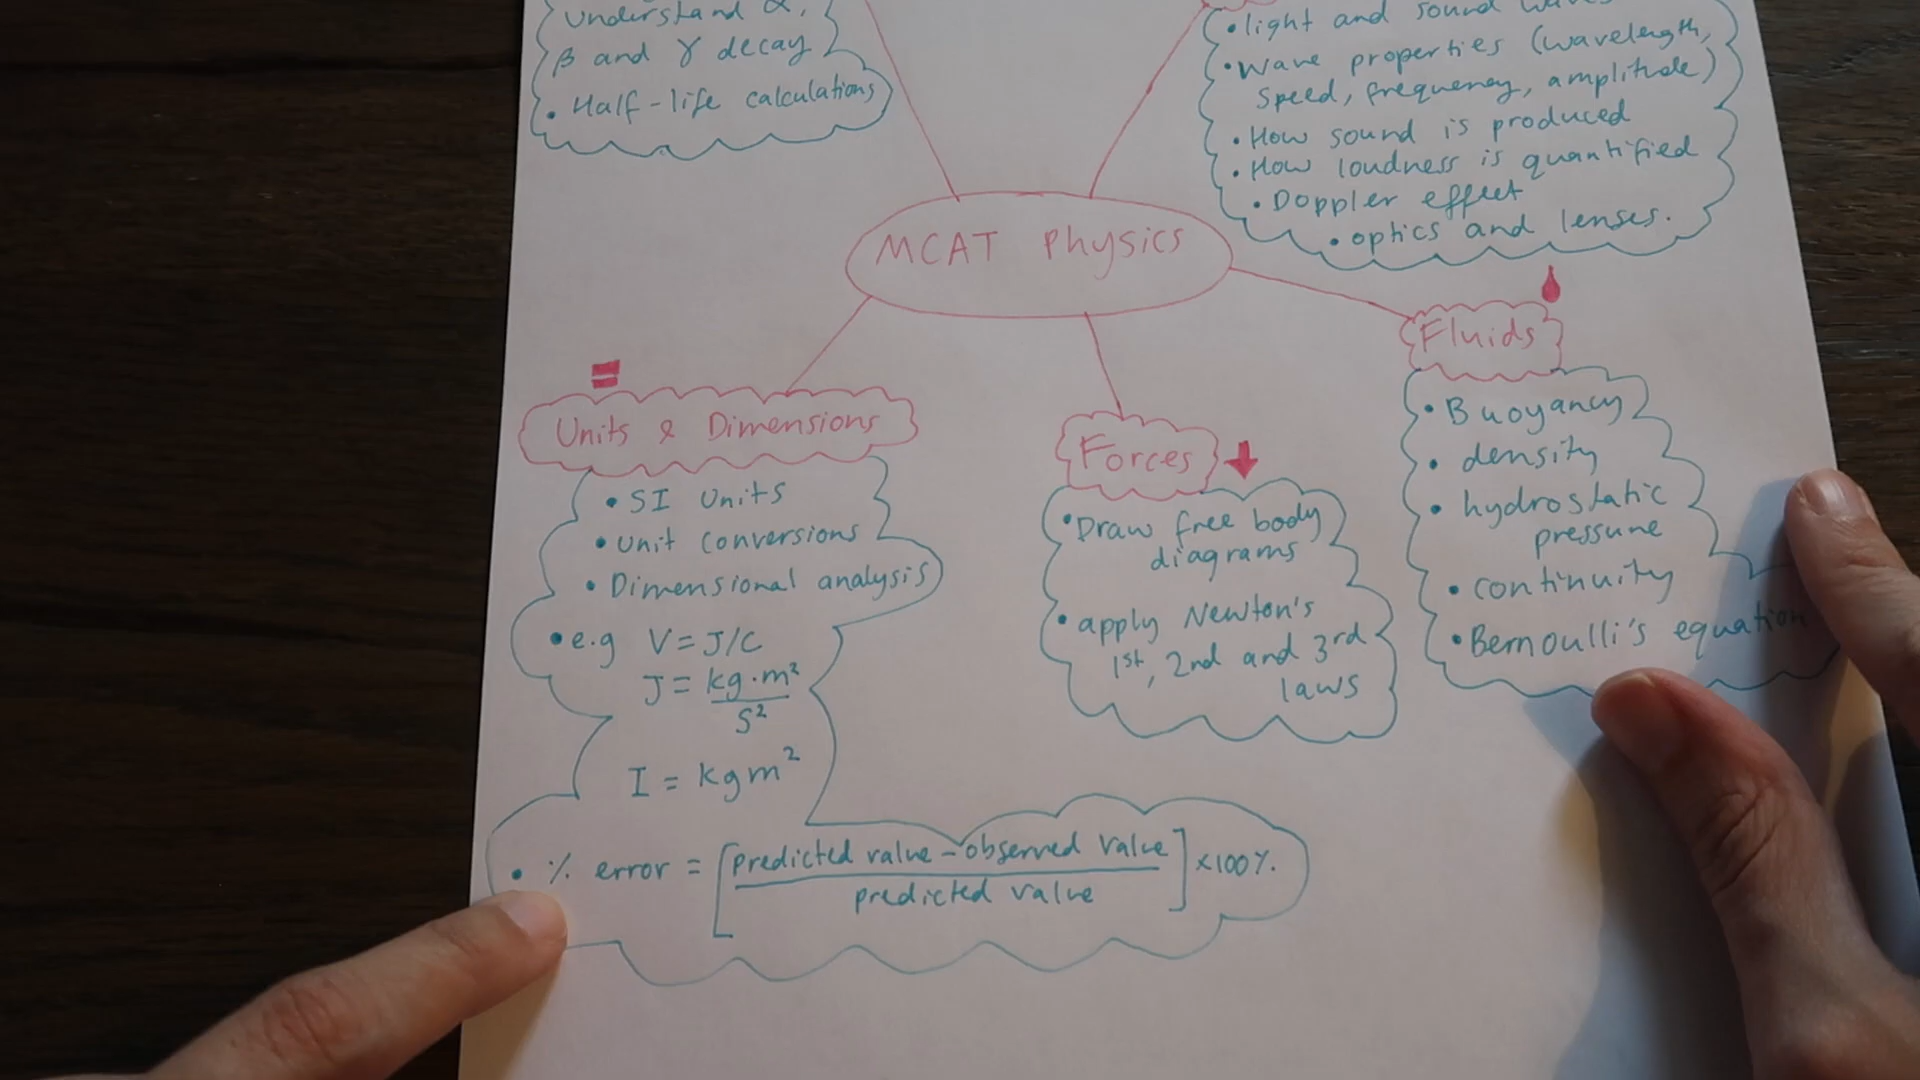 understand α,
β and γ decay
• Half-life calculations
• light and sound waves
• Wave properties (wavelength,
speed, frequency, amplitude)
• How sound is produced
• How loudness is quantified
• Doppler effect
• optics and lenses.
MCAT Physics
Fluids
• Buoyancy
• density
• hydrostatic
pressure
• continuity
• Bernoulli's equation
Units & Dimensions
• SI units
• unit conversions
• Dimensional analysis
• e.g V = J/C
J = kg·m²
s²
I = kgm²
• % error = [predicted value - observed value] x100%.
predicted value
Forces
• Draw free body
diagrams
• apply Newton's
1st, 2nd and 3rd
laws